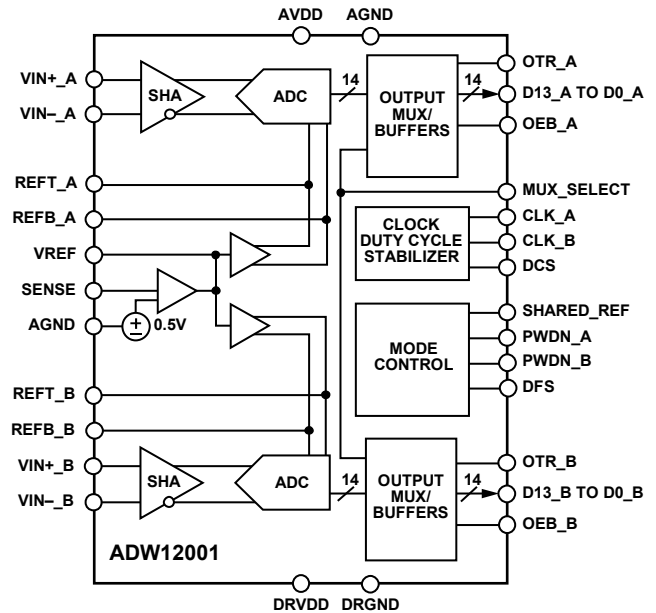 AVDD AGND
VIN+_A
VIN–_A
SHA
ADC
14
OUTPUT
MUX/
BUFFERS
14
OTR_A
D13_A TO D0_A
OEB_A
REFT_A
REFB_A
VREF
SENSE
AGND
0.5V
MUX_SELECT
CLOCK
DUTY CYCLE
STABILIZER
CLK_A
CLK_B
DCS
MODE
CONTROL
SHARED_REF
PWDN_A
PWDN_B
DFS
REFT_B
REFB_B
VIN+_B
VIN–_B
SHA
ADC
14
OUTPUT
MUX/
BUFFERS
14
OTR_B
D13_B TO D0_B
OEB_B
ADW12001
DRVDD DRGND